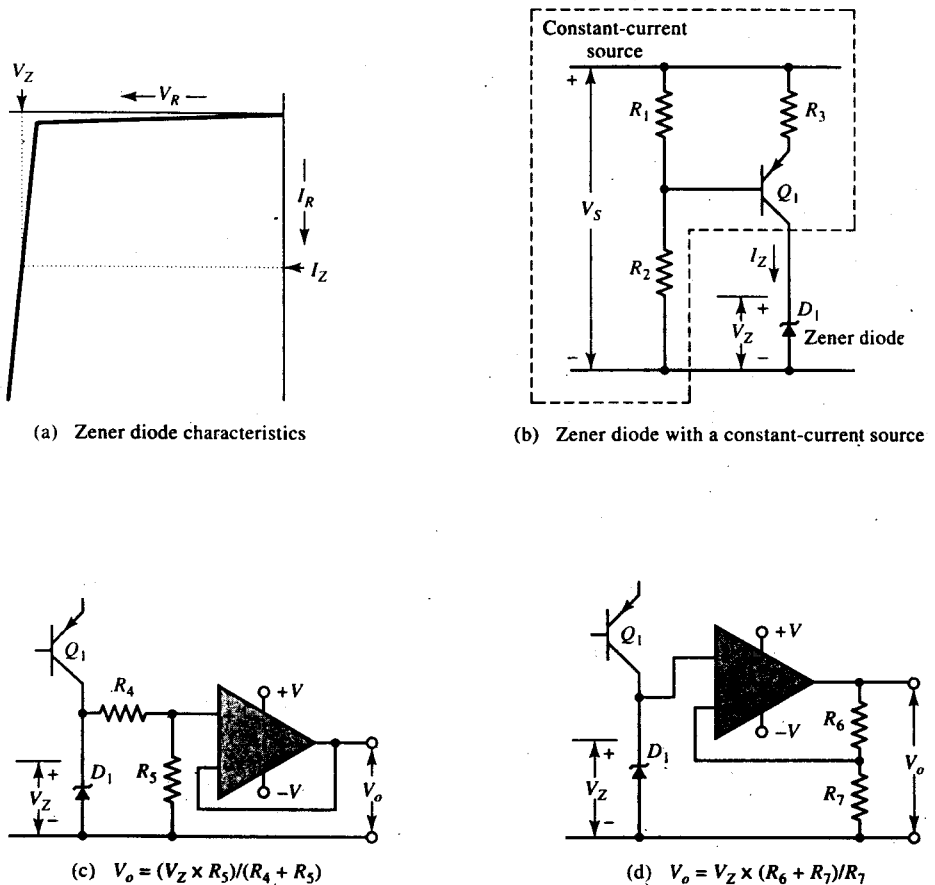 V_Z
V_R
I_R
I_Z
(a) Zener diode characteristics
Constant-current
source
+
R_1
R_3
V_S
Q_1
R_2
I_Z
+
V_Z
D_1
Zener diode
−
−
(b) Zener diode with a constant-current source
Q_1
R_4
+V
+
D_1
R_5
V_Z
−
−V
V_o
(c) V_o = (V_Z × R_5)/(R_4 + R_5)
Q_1
+V
R_6
−V
+
D_1
V_Z
−
R_7
V_o
(d) V_o = V_Z × (R_6 + R_7)/R_7